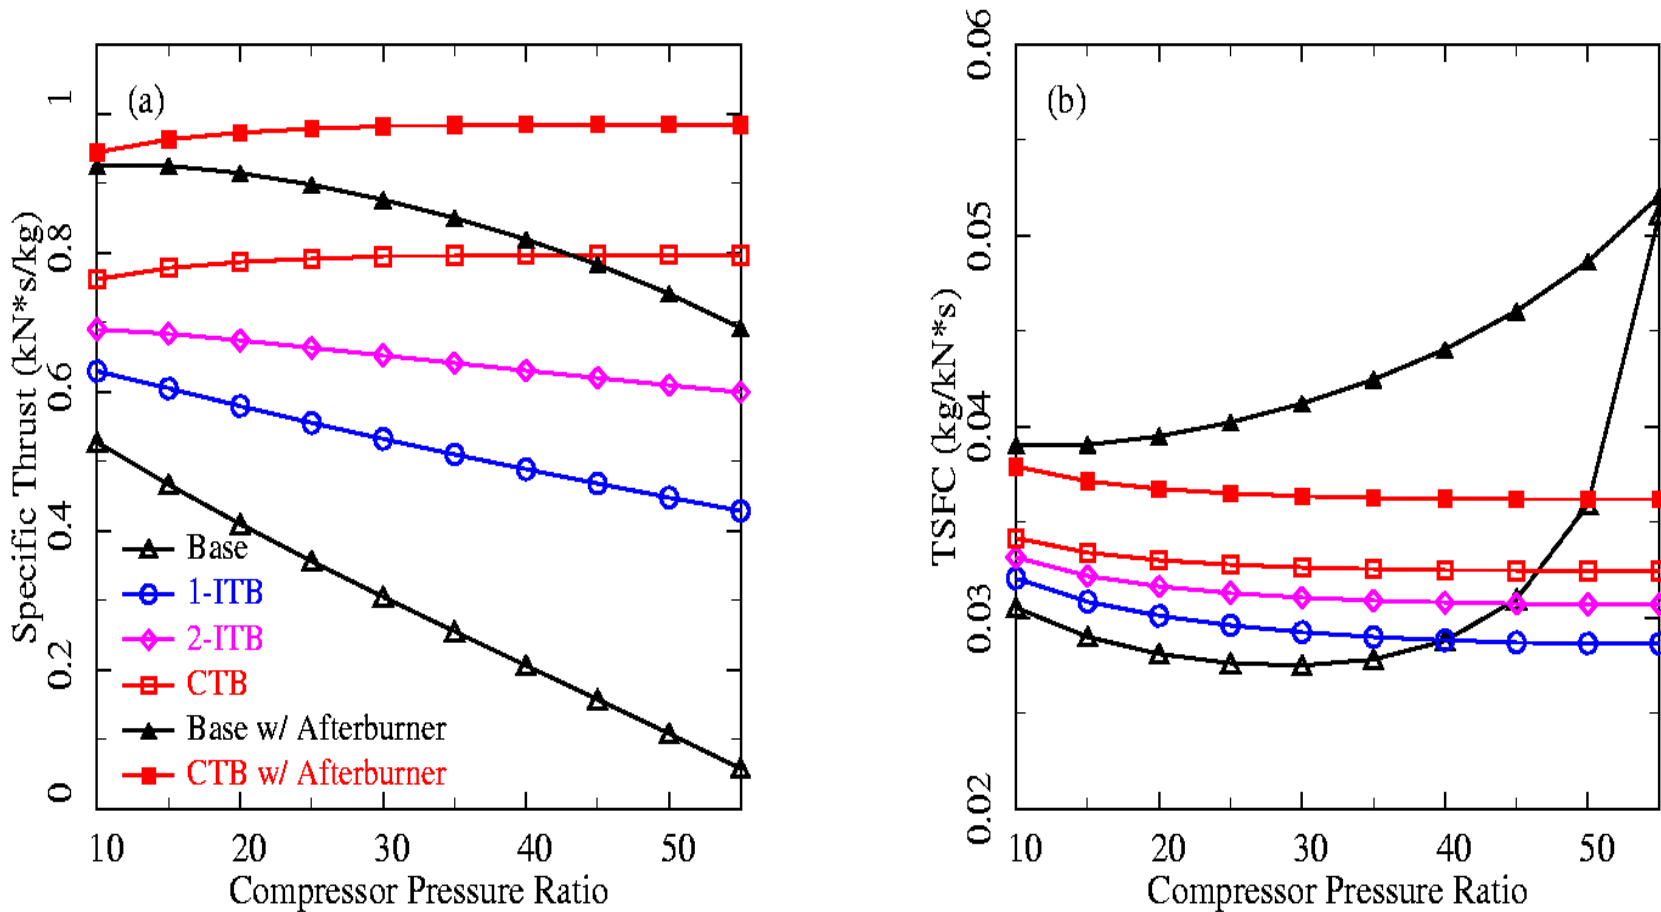 (a)
Specific Thrust (kN*s/kg)
1
0.8
0.6
0.4
0.2
0
Base
1-ITB
2-ITB
CTB
Base w/ Afterburner
CTB w/ Afterburner
10 20 30 40 50
Compressor Pressure Ratio
(b)
TSFC (kg/kN*s)
0.06
0.05
0.04
0.03
0.02
10 20 30 40 50
Compressor Pressure Ratio